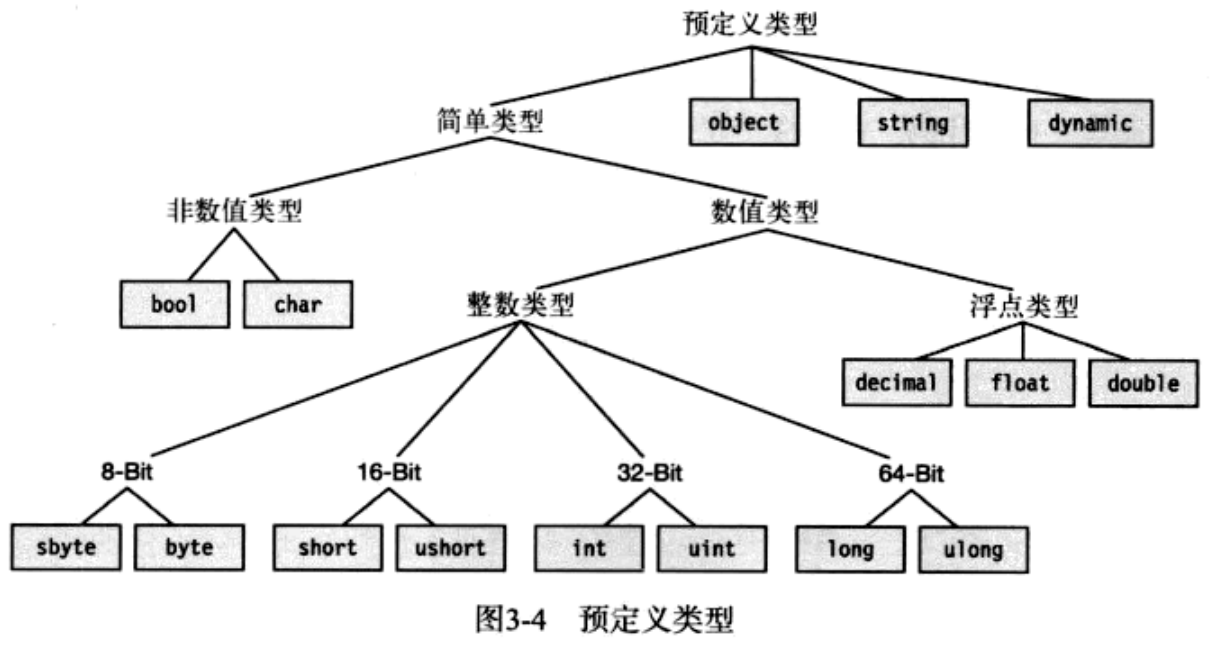 预定义类型
简单类型 object string dynamic
非数值类型 数值类型
bool char 整数类型 浮点类型
decimal float double
8-Bit 16-Bit 32-Bit 64-Bit
sbyte byte short ushort int uint long ulong
图3-4 预定义类型